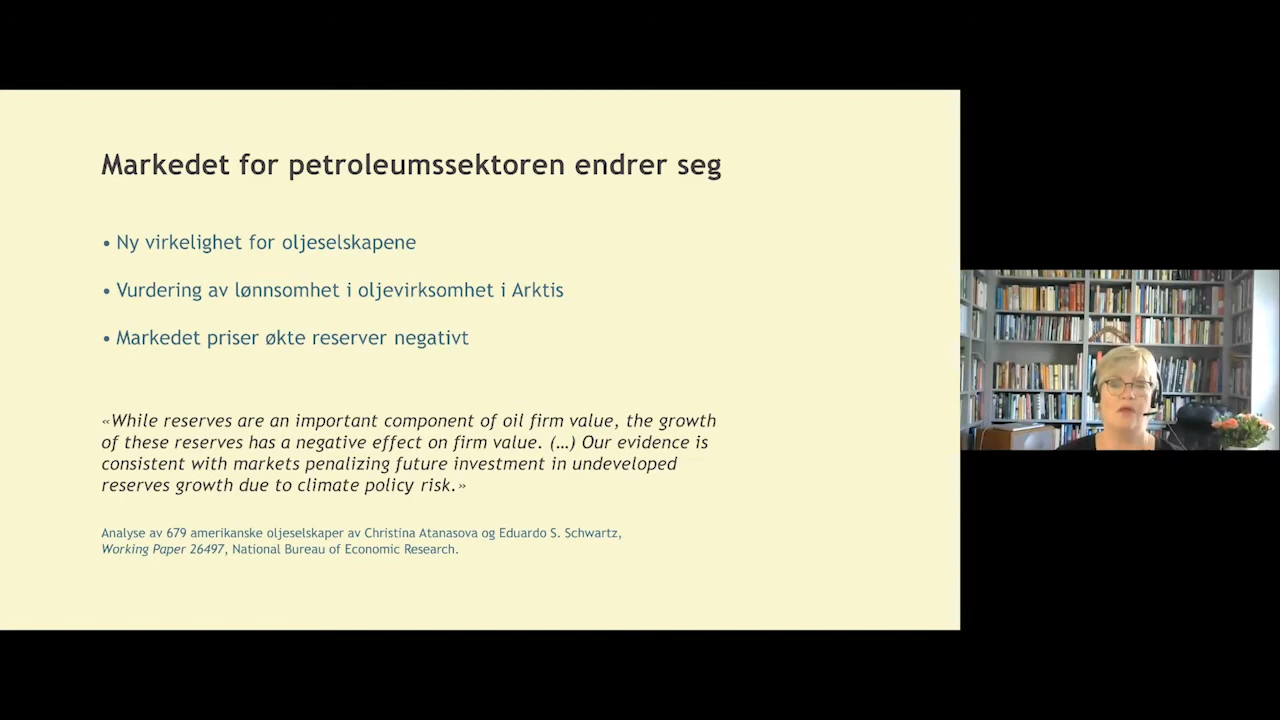 Markedet for petroleumssektoren endrer seg
• Ny virkelighet for oljeselskapene
• Vurdering av lønnsomhet i oljevirksomhet i Arktis
• Markedet priser økte reserver negativt
«While reserves are an important component of oil firm value, the growth
of these reserves has a negative effect on firm value. (…) Our evidence is
consistent with markets penalizing future investment in undeveloped
reserves growth due to climate policy risk.»
Analyse av 679 amerikanske oljeselskaper av Christina Atanasova og Eduardo S. Schwartz,
Working Paper 26497, National Bureau of Economic Research.